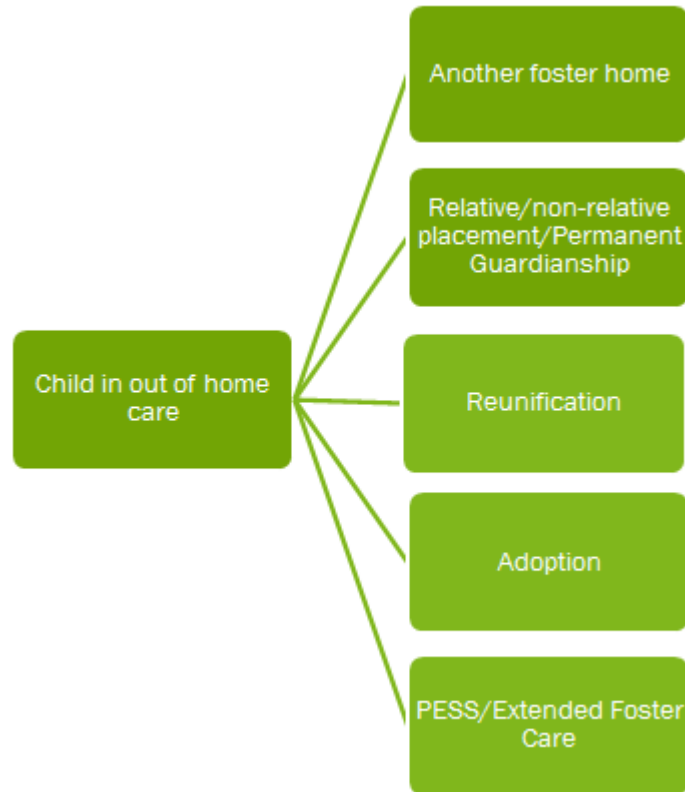 Another foster home
Relative/non-relative
placement/Permanent
Guardianship
Child in out of home
care
Reunification
Adoption
PESS/Extended Foster
Care